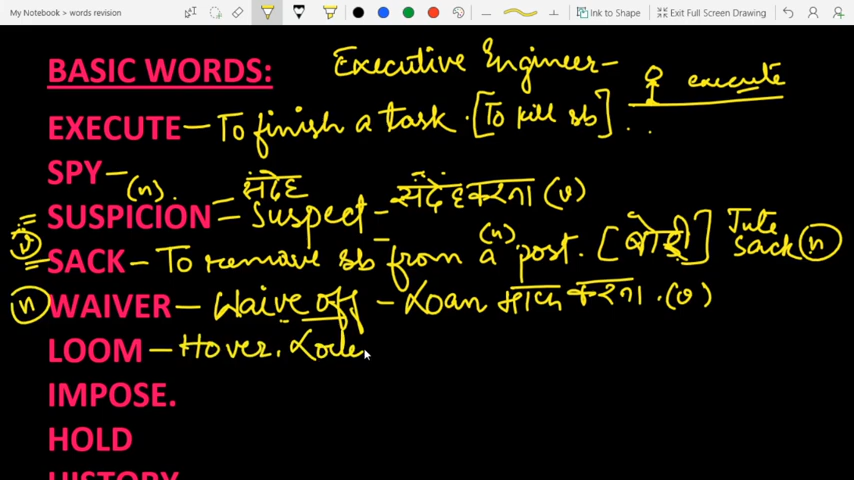 My Notebook > words revision
Ink to Shape Exit Full Screen Drawing
BASIC WORDS: Executive Engineer-
execute
EXECUTE - To finish a task. [To kill sb] ...
SPY -
(n). - संदेह
SUSPICION = Suspect - संदेह करना (v)
(v) SACK - To remove sb from a post. (n) [बोरी] Jute Sack (n)
(n) WAIVER - Waive off - Loan माफ करना. (v)
LOOM - Hover.
IMPOSE.
HOLD
HISTORY